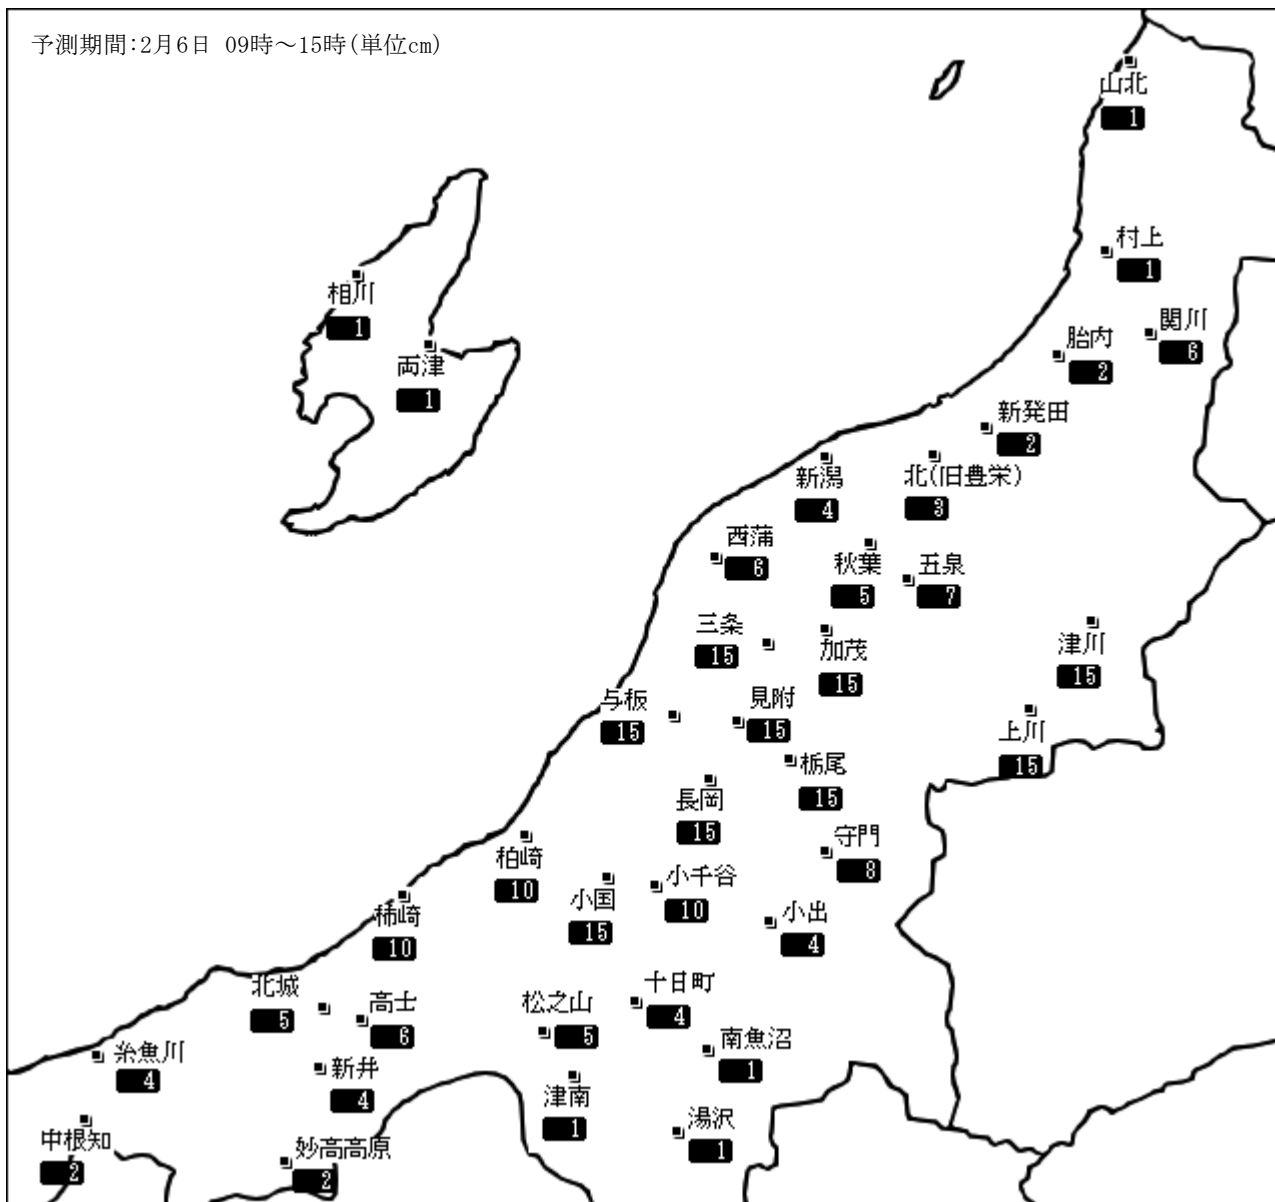 予測期間:2月6日 09時～15時(単位cm)
山北
1
村上
1
相川
1
関川
6
胎内
2
両津
1
新発田
2
新潟
4
北(旧豊栄)
3
西蒲
6
秋葉
5
五泉
7
三条
15
加茂
15
津川
15
与板
15
見附
15
上川
15
栃尾
15
長岡
15
守門
8
柏崎
10
小千谷
10
小国
15
柿崎
10
小出
4
北城
5
高士
6
松之山
5
十日町
4
糸魚川
4
新井
4
南魚沼
1
津南
1
湯沢
1
中根知
2
妙高高原
2